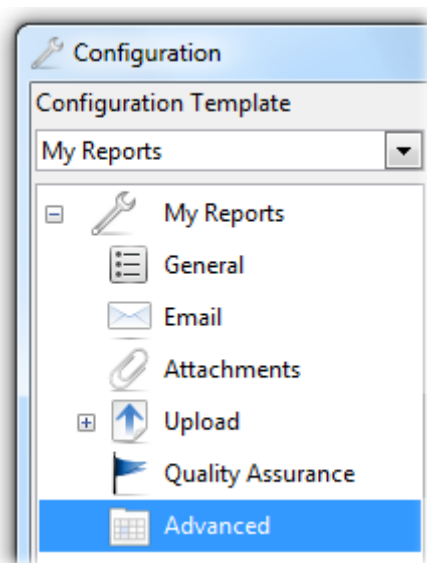 Configuration
Configuration Template
My Reports
My Reports
General
Email
Attachments
Upload
Quality Assurance
Advanced